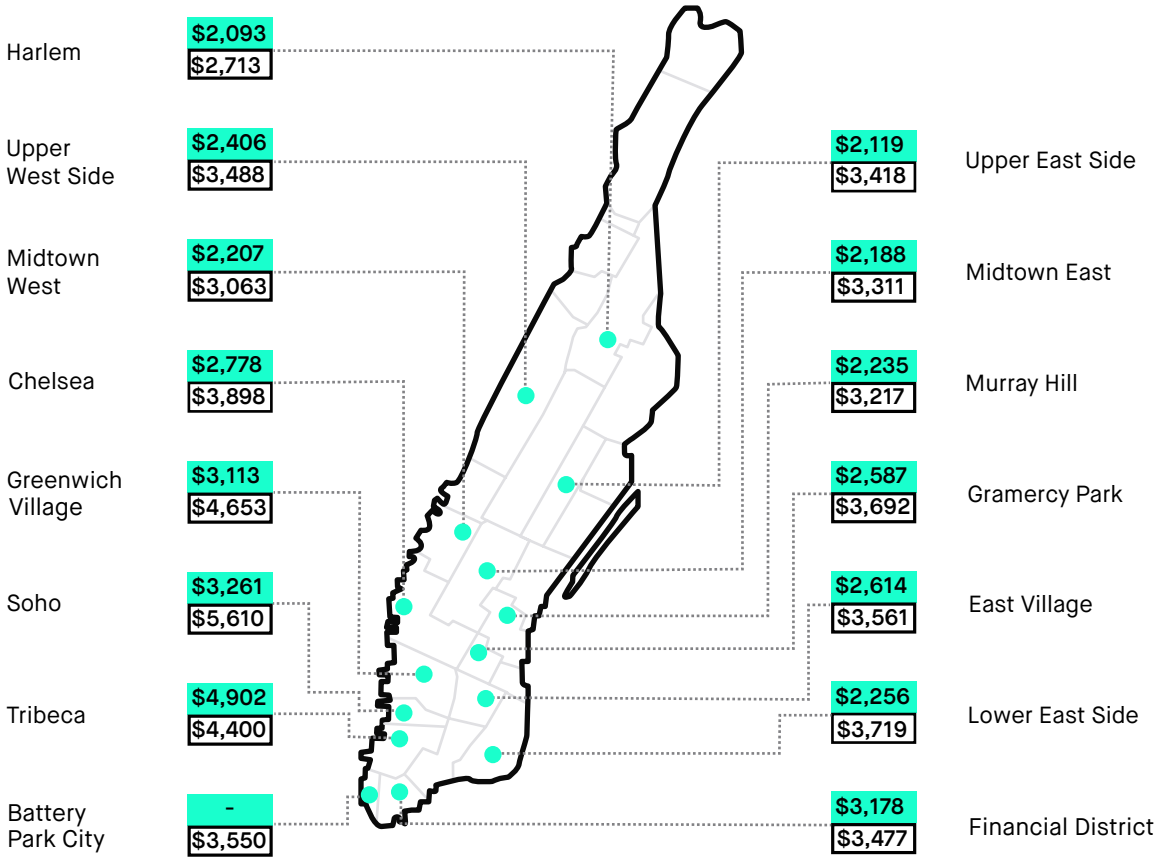 Harlem
$2,093
$2,713
Upper
West Side
$2,406
$3,488
Midtown
West
$2,207
$3,063
Chelsea
$2,778
$3,898
Greenwich
Village
$3,113
$4,653
Soho
$3,261
$5,610
Tribeca
$4,902
$4,400
Battery
Park City
-
$3,550
$2,119
$3,418
Upper East Side
$2,188
$3,311
Midtown East
$2,235
$3,217
Murray Hill
$2,587
$3,692
Gramercy Park
$2,614
$3,561
East Village
$2,256
$3,719
Lower East Side
$3,178
$3,477
Financial District